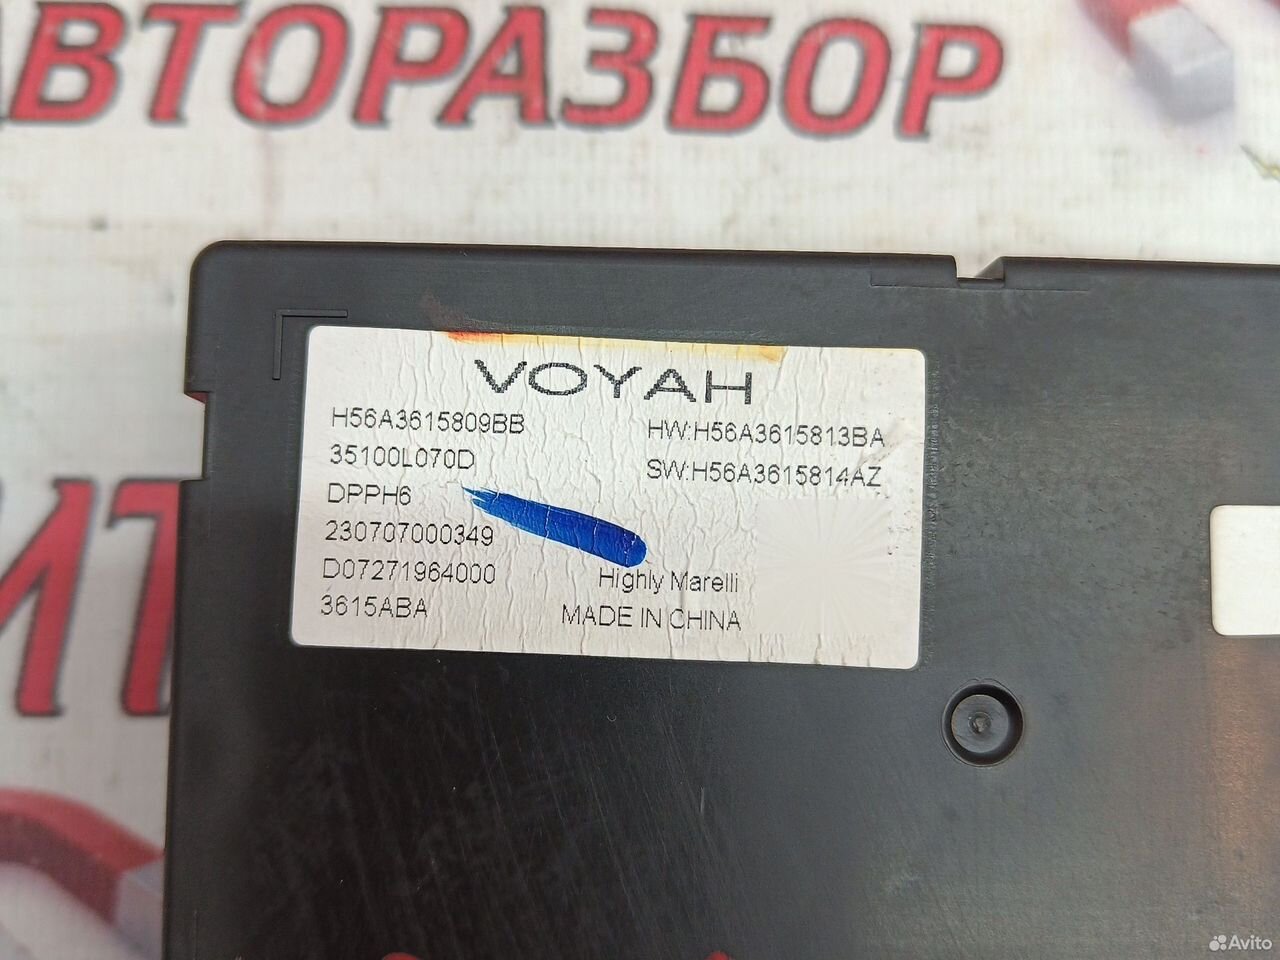 АВТОРАЗБОР
VOYAH
H56A3615809BB
HW:H56A3615813BA
35100L070D
SW:H56A3615814AZ
DPPH6
230707000349
D07271964000
Highly Marelli
3615ABA
MADE IN CHINA
Avito